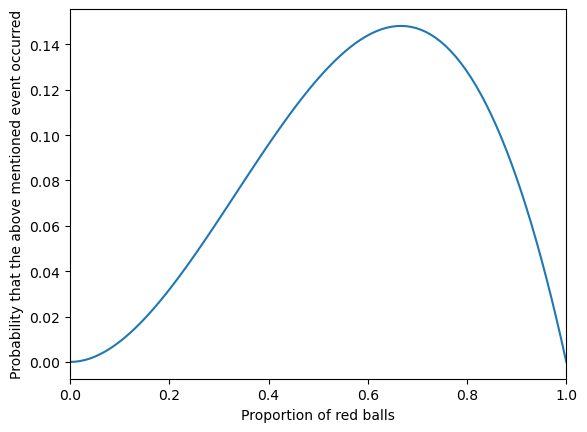 Probability that the above mentioned event occurred
0.14
0.12
0.10
0.08
0.06
0.04
0.02
0.00
0.0 0.2 0.4 0.6 0.8 1.0
Proportion of red balls